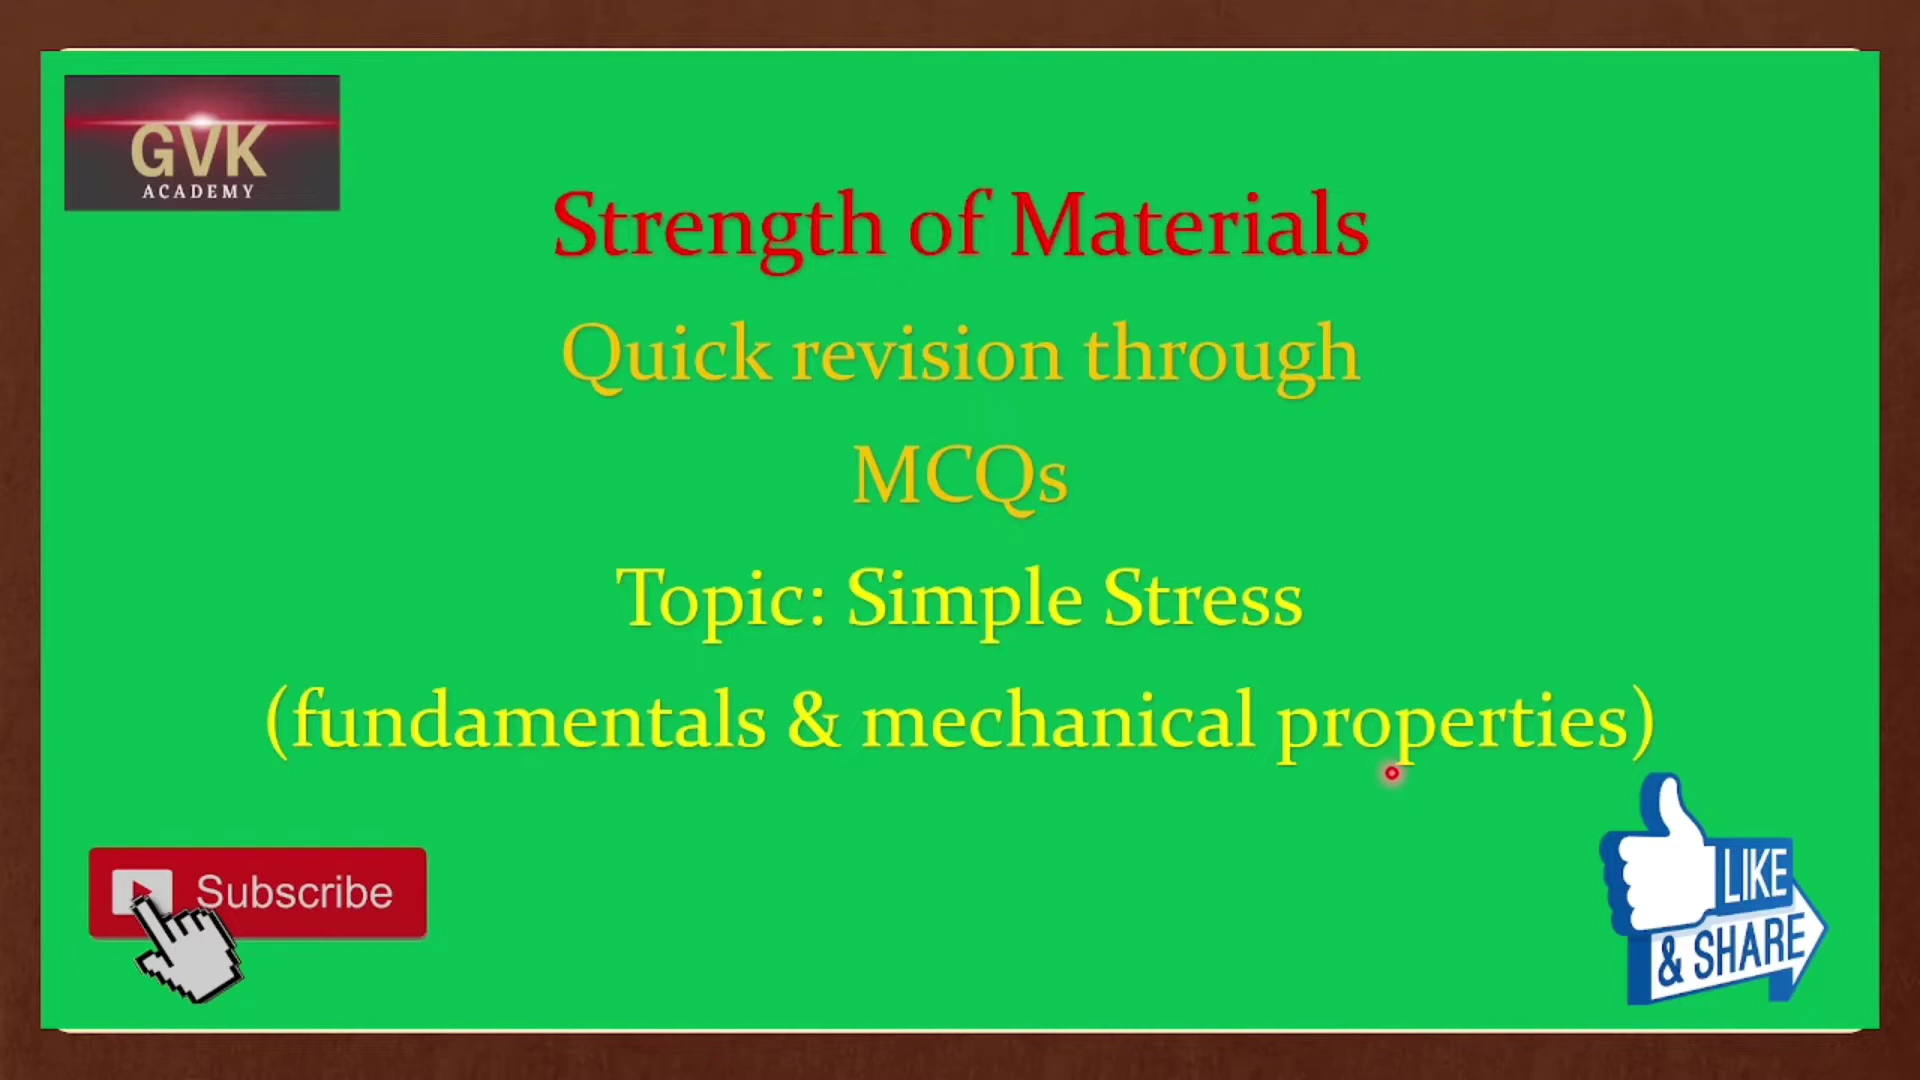 GVK
ACADEMY
Strength of Materials
Quick revision through
MCQs
Topic: Simple Stress
(fundamentals & mechanical properties)
Subscribe
LIKE
& SHARE